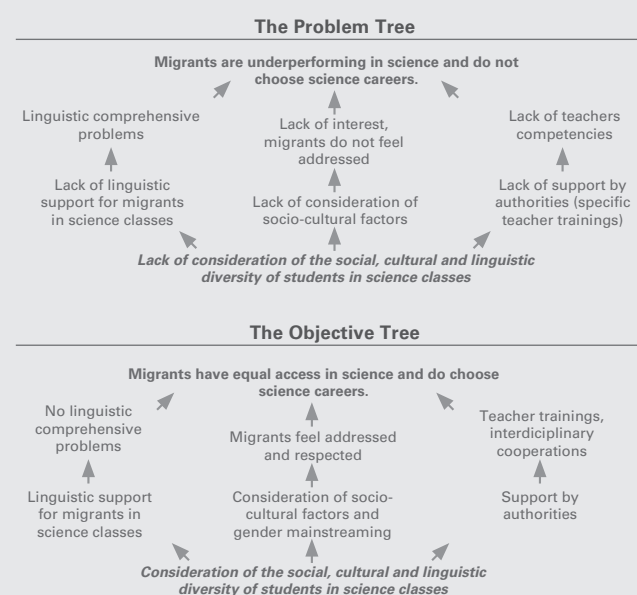 The Problem Tree
Migrants are underperforming in science and do not
choose science careers.
Linguistic comprehensive
problems
Lack of interest,
migrants do not feel
addressed
Lack of teachers
competencies
Lack of linguistic
support for migrants
in science classes
Lack of consideration of
socio-cultural factors
Lack of support by
authorities (specific
teacher trainings)
Lack of consideration of the social, cultural and linguistic
diversity of students in science classes
The Objective Tree
Migrants have equal access in science and do choose
science careers.
No linguistic
comprehensive
problems
Migrants feel addressed
and respected
Teacher trainings,
interdiciplinary
cooperations
Linguistic support
for migrants in
science classes
Consideration of socio-
cultural factors and
gender mainstreaming
Support by
authorities
Consideration of the social, cultural and linguistic
diversity of students in science classes